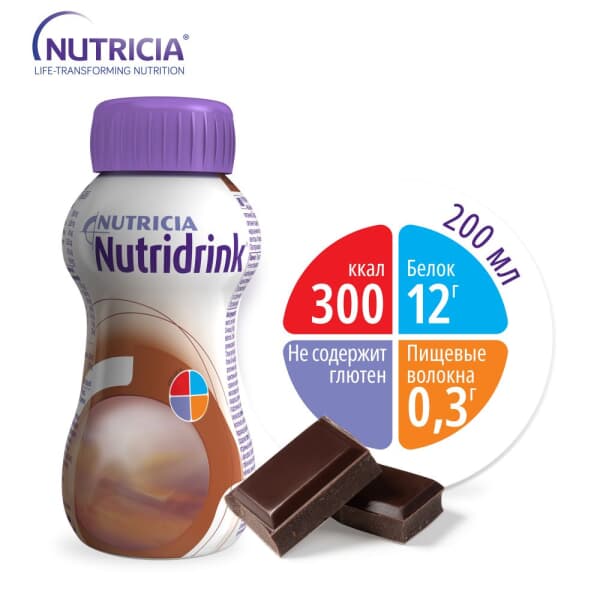 NUTRICIA®
LIFE-TRANSFORMING NUTRITION
NUTRICIA
Nutridrink
200 мл
ккал
300
Белок
12г
Не содержит
глютен
Пищевые
волокна
0,3г